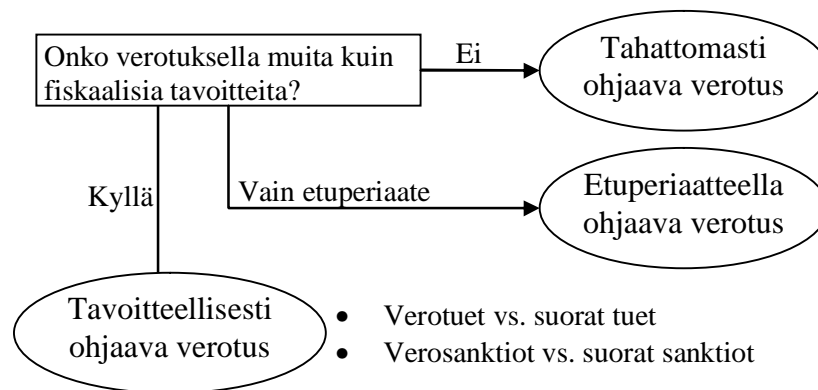 Onko verotuksella muita kuin
fiskaalisia tavoitteita?
Ei
Tahattomasti
ohjaava verotus
Kyllä
Vain etuperiaate
Etuperiaatteella
ohjaava verotus
Tavoitteellisesti
ohjaava verotus
• Verotuet vs. suorat tuet
• Verosanktiot vs. suorat sanktiot